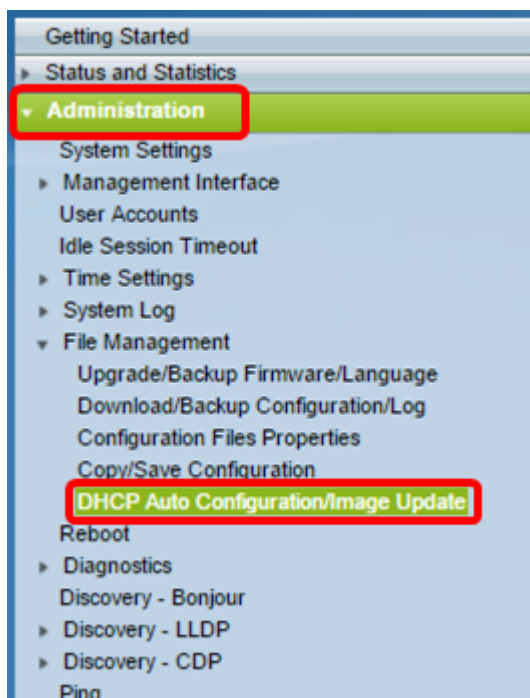 Getting Started
Status and Statistics
Administration
System Settings
Management Interface
User Accounts
Idle Session Timeout
Time Settings
System Log
File Management
Upgrade/Backup Firmware/Language
Download/Backup Configuration/Log
Configuration Files Properties
Copy/Save Configuration
DHCP Auto Configuration/Image Update
Reboot
Diagnostics
Discovery - Bonjour
Discovery - LLDP
Discovery - CDP
Ping